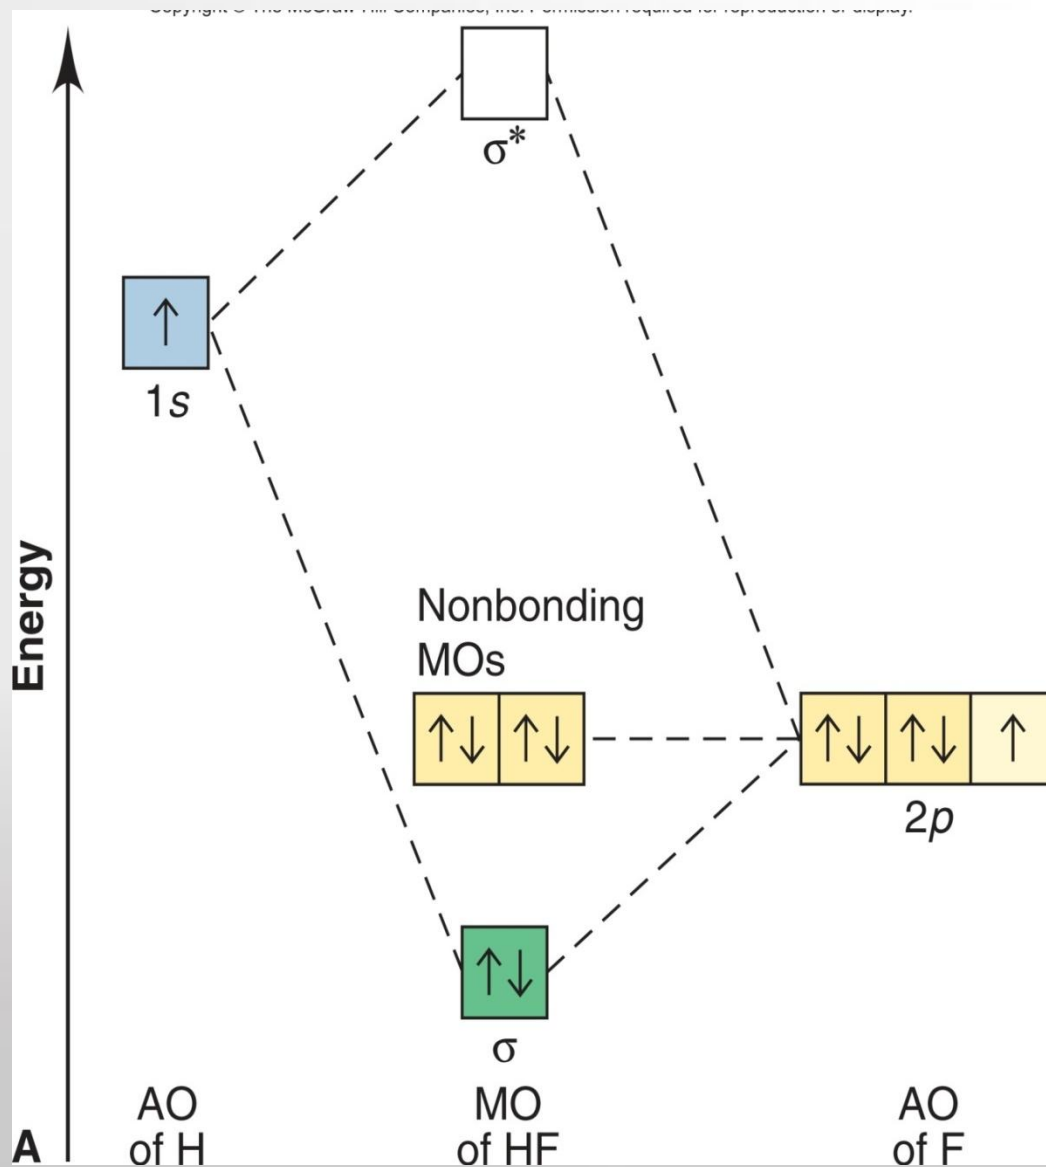 σ*
↑
1s
Energy
Nonbonding
MOs
↑↓ ↑↓
↑↓ ↑↓ ↑
2p
↑↓
σ
AO
of H
MO
of HF
AO
of F
A